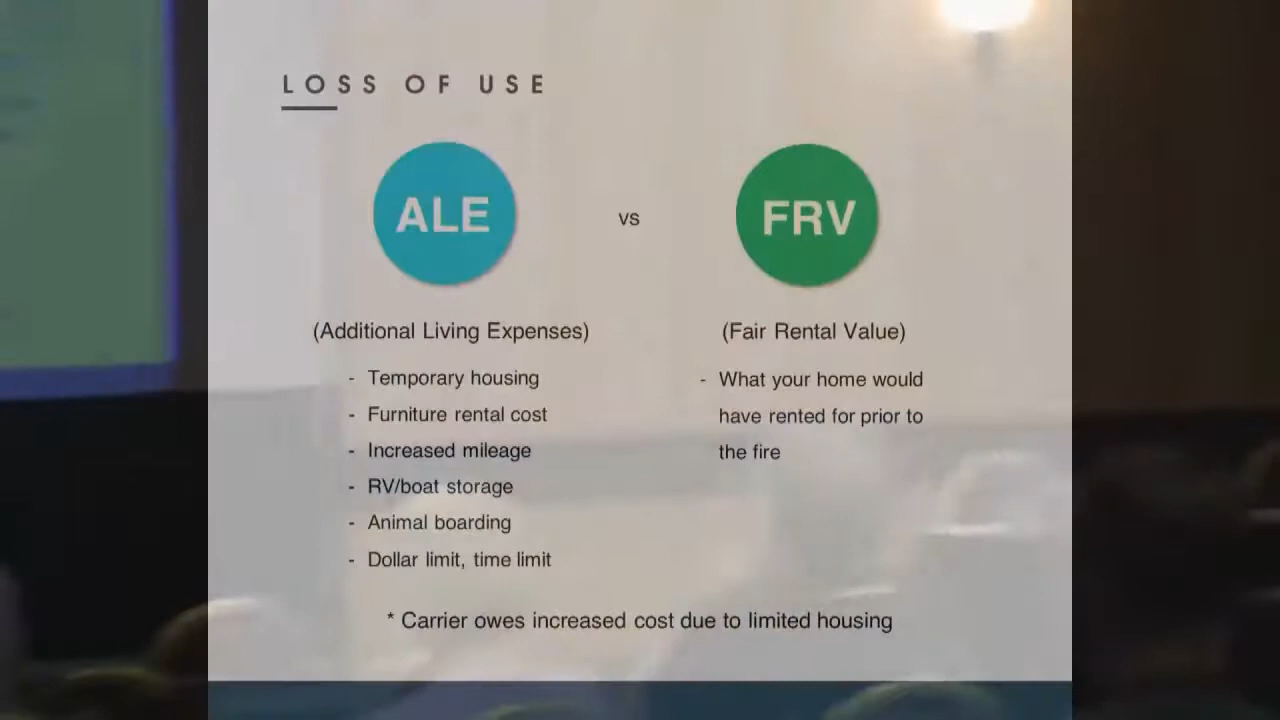 LOSS OF USE
ALE
vs
FRV
(Additional Living Expenses)
- Temporary housing
- Furniture rental cost
- Increased mileage
- RV/boat storage
- Animal boarding
- Dollar limit, time limit
(Fair Rental Value)
- What your home would
have rented for prior to
the fire
* Carrier owes increased cost due to limited housing